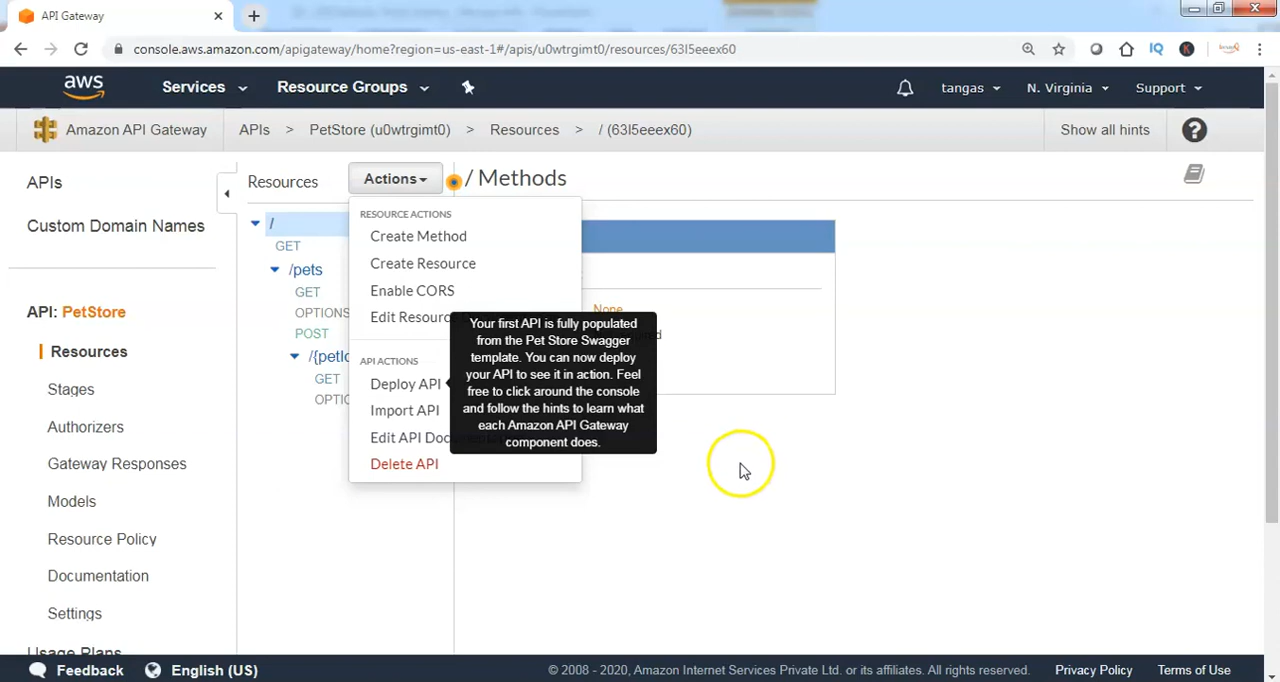 API Gateway
console.aws.amazon.com/apigateway/home?region=us-east-1#/apis/u0wtrgimt0/resources/63l5eeex60
IQ
K
aws
Services
Resource Groups
tangas
N. Virginia
Support
Amazon API Gateway
APIs > PetStore (u0wtrgimt0) > Resources > / (63l5eeex60)
Show all hints
?
APIs
Custom Domain Names
API: PetStore
Resources
Stages
Authorizers
Gateway Responses
Models
Resource Policy
Documentation
Settings
Usage Plans
Resources
Actions
/ Methods
/
GET
/pets
GET
OPTIONS
POST
GET
RESOURCE ACTIONS
Create Method
Create Resource
Enable CORS
Edit Resource
API ACTIONS
Deploy API
Import API
Edit API
Delete API
None
Your first API is fully populated
from the Pet Store Swagger
template. You can now deploy
your API to see it in action. Feel
free to click around the console
and follow the hints to learn what
each Amazon API Gateway
component does.
Feedback
English (US)
© 2008 - 2020, Amazon Internet Services Private Ltd. or its affiliates. All rights reserved.
Privacy Policy
Terms of Use